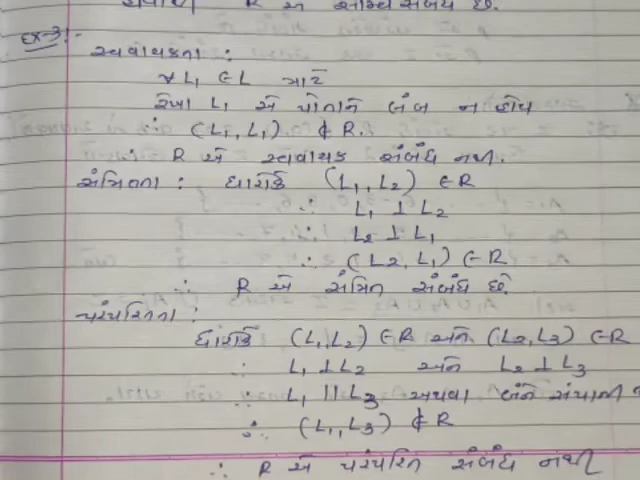 R એ સામ્ય સંબંધ છે.
Ex-3:-
સ્વવાચકતા :
∀ L₁ ∈ L માટે
રેખા L₁ એ પોતાને લંબ ન હોય
∴ (L₁, L₁) ∉ R.
∴ R એ સ્વવાચક સંબંધ નથી.
સંમિતતા : ધારોકે (L₁, L₂) ∈ R
∴ L₁ ⊥ L₂
L₂ ⊥ L₁
∴ (L₂, L₁) ∈ R
∴ R એ સંમિત સંબંધ છે.
પરંપરિતતા :
ધારોકે (L₁, L₂) ∈ R અને (L₂, L₃) ∈ R
∴ L₁ ⊥ L₂ અને L₂ ⊥ L₃
∴ L₁ || L₃ અથવા બંને સંપાતી
∴ (L₁, L₃) ∉ R
∴ R એ પરંપરિત સંબંધ નથી